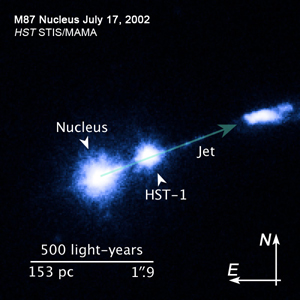 M87 Nucleus July 17, 2002
HST STIS/MAMA
Nucleus
Jet
HST-1
500 light-years
153 pc 1".9
N
E